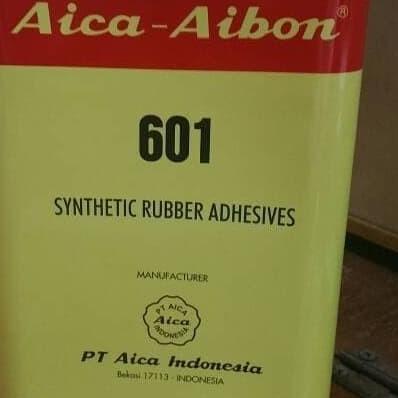 Aica-Aibon®
601
SYNTHETIC RUBBER ADHESIVES
MANUFACTURER
PT AICA
Aica
INDONESIA
PT Aica Indonesia
Bekasi 17113 - INDONESIA